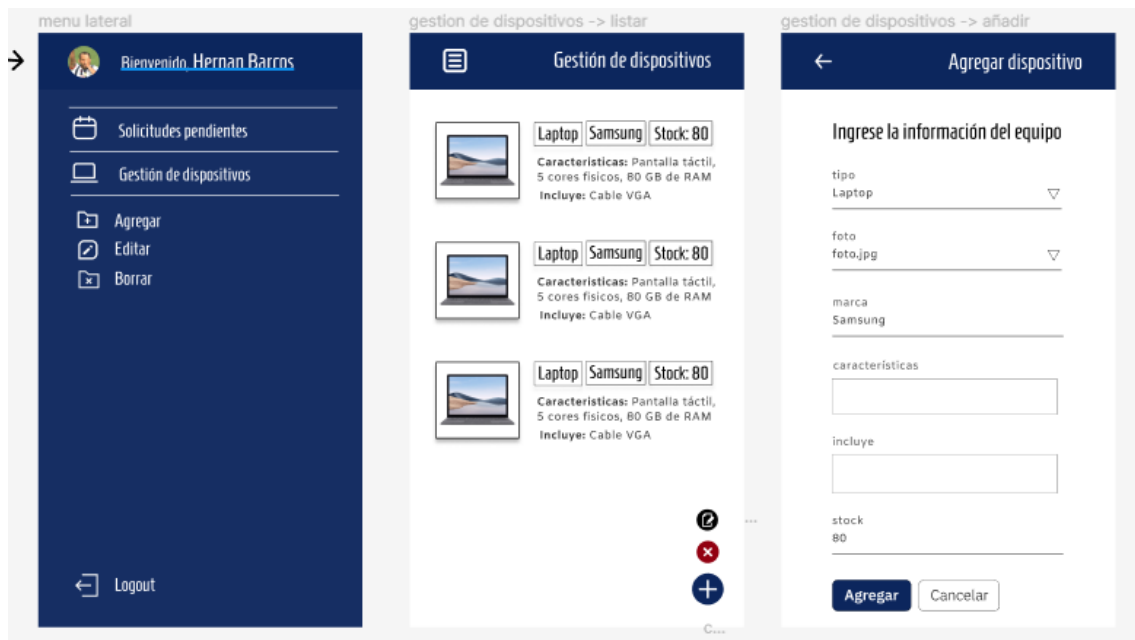 menu lateral
Bienvenido, Hernan Barcos
Solicitudes pendientes
Gestión de dispositivos
Agregar
Editar
Borrar
Logout
gestion de dispositivos -> listar
Gestión de dispositivos
Laptop Samsung Stock: 80
Caracteristicas: Pantalla táctil,
5 cores fisicos, 80 GB de RAM
Incluye: Cable VGA
Laptop Samsung Stock: 80
Caracteristicas: Pantalla táctil,
5 cores fisicos, 80 GB de RAM
Incluye: Cable VGA
Laptop Samsung Stock: 80
Caracteristicas: Pantalla táctil,
5 cores fisicos, 80 GB de RAM
Incluye: Cable VGA
...
c...
gestion de dispositivos -> añadir
Agregar dispositivo
Ingrese la información del equipo
tipo
Laptop
foto
foto.jpg
marca
Samsung
características
incluye
stock
80
Agregar Cancelar